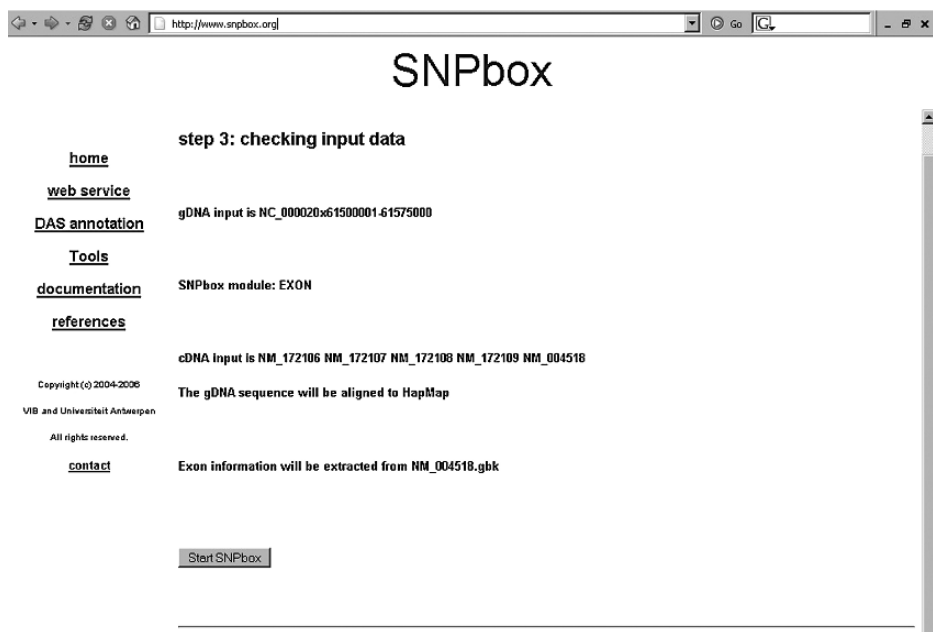 http://www.snpbox.org
Go
G
SNPbox
step 3: checking input data
home
web service
DAS annotation
Tools
documentation
references
Copyright (c) 2004-2006
VIB and Universiteit Antwerpen
All rights reserved.
contact
gDNA input is NC_000020x61500001-61575000
SNPbox module: EXON
cDNA input is NM_172106 NM_172107 NM_172108 NM_172109 NM_004518
The gDNA sequence will be aligned to HapMap
Exon information will be extracted from NM_004518.gbk
Start SNPbox